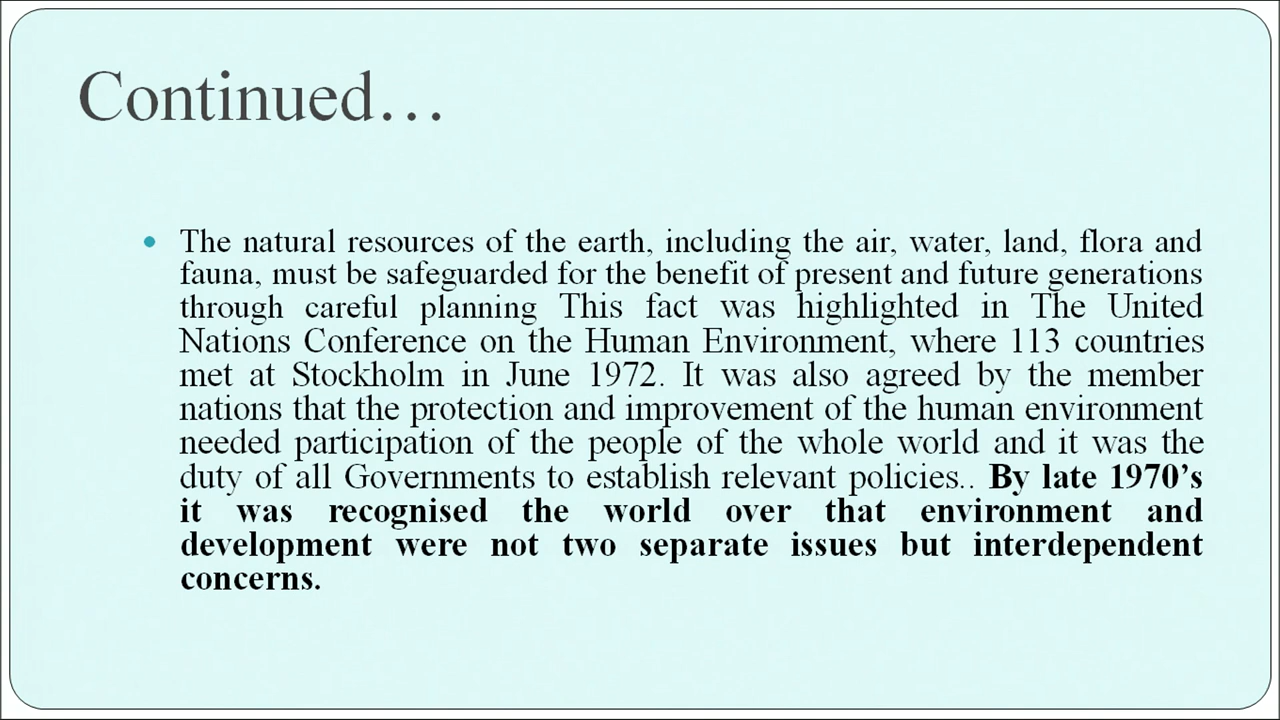 Continued…
• The natural resources of the earth, including the air, water, land, flora and
fauna, must be safeguarded for the benefit of present and future generations
through careful planning This fact was highlighted in The United
Nations Conference on the Human Environment, where 113 countries
met at Stockholm in June 1972. It was also agreed by the member
nations that the protection and improvement of the human environment
needed participation of the people of the whole world and it was the
duty of all Governments to establish relevant policies.. By late 1970’s
it was recognised the world over that environment and
development were not two separate issues but interdependent
concerns.